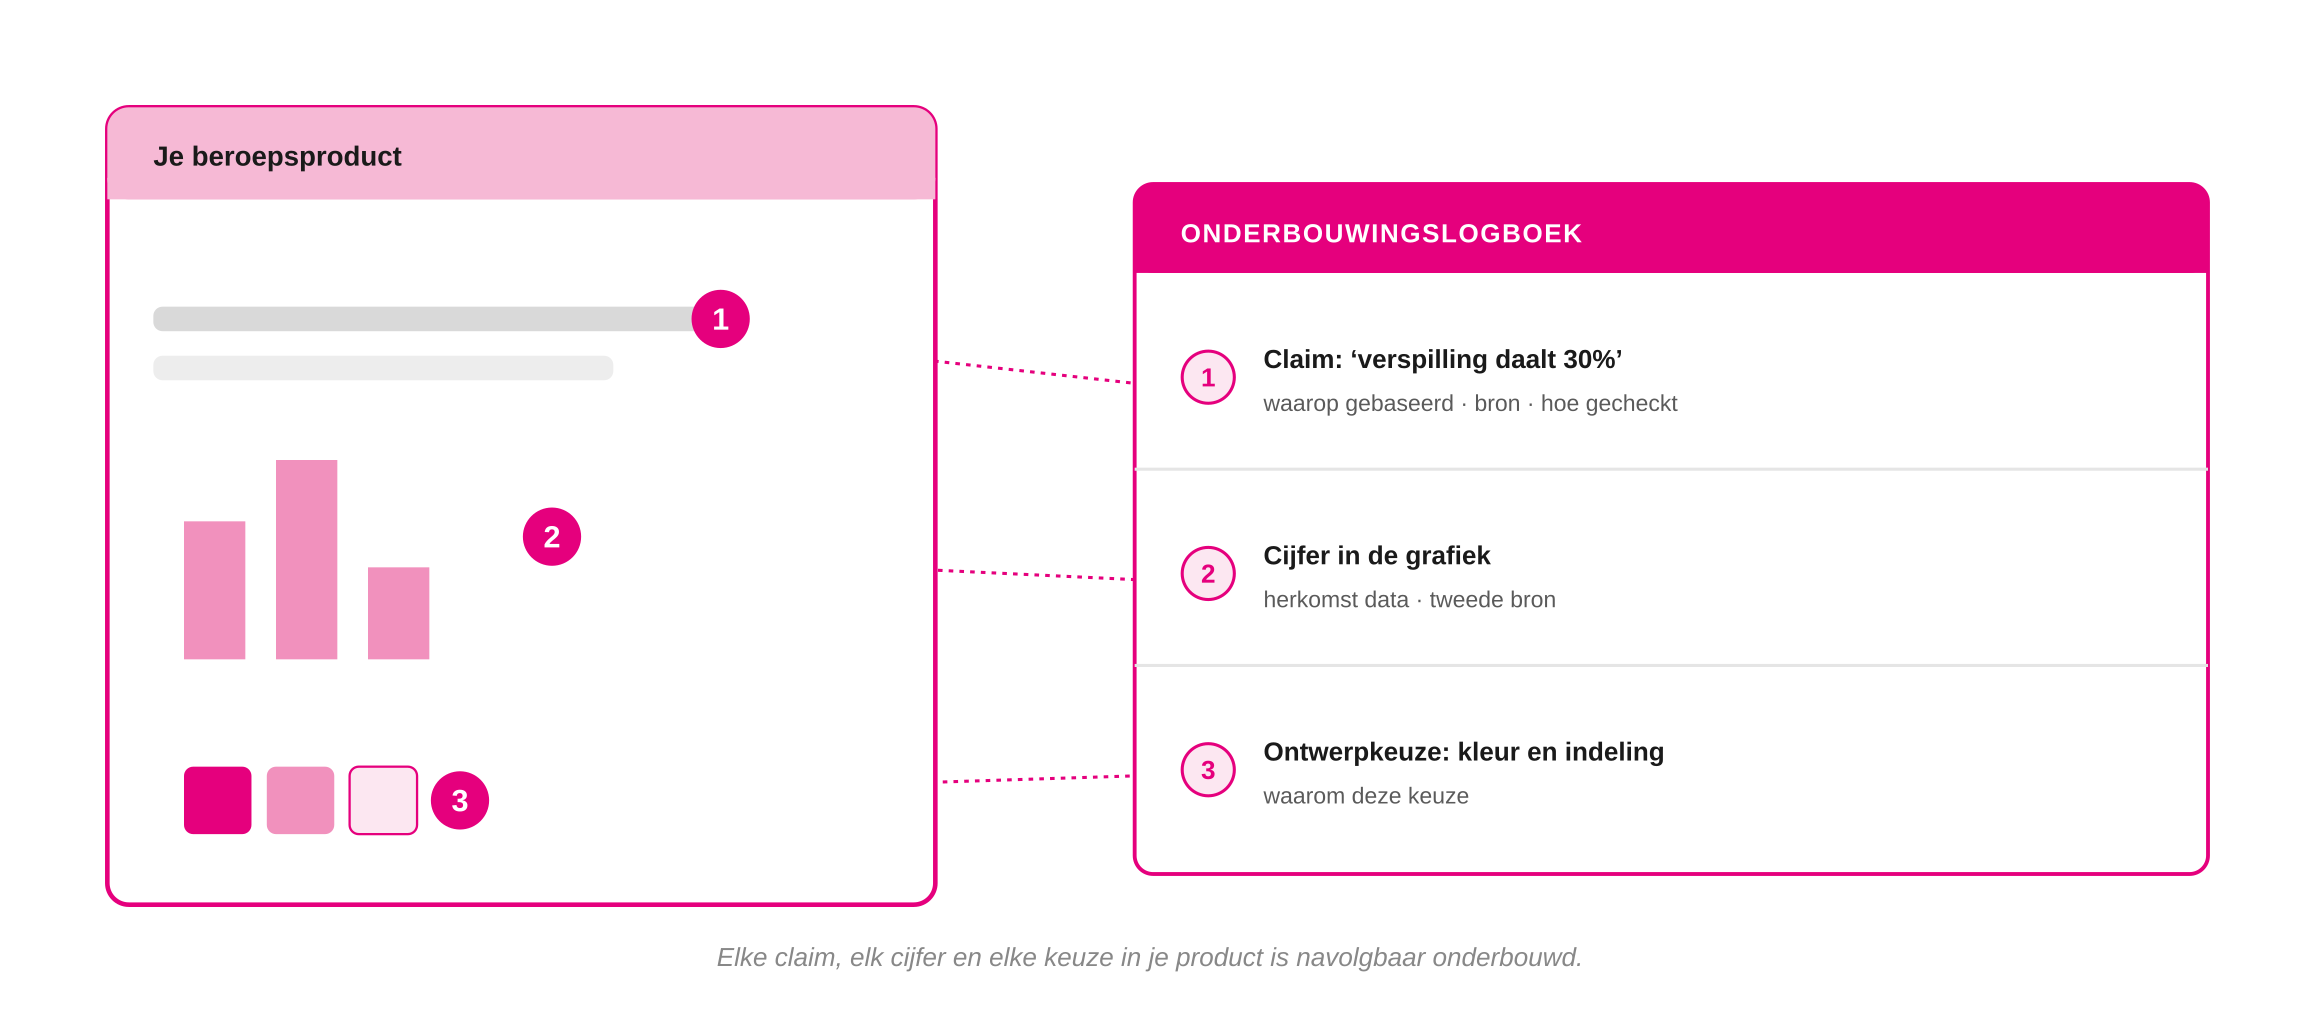 Je beroepsproduct
1
2
3
ONDERBOUWINGSLOGBOEK
1
Claim: ‘verspilling daalt 30%’
waarop gebaseerd · bron · hoe gecheckt
2
Cijfer in de grafiek
herkomst data · tweede bron
3
Ontwerpkeuze: kleur en indeling
waarom deze keuze
Elke claim, elk cijfer en elke keuze in je product is navolgbaar onderbouwd.